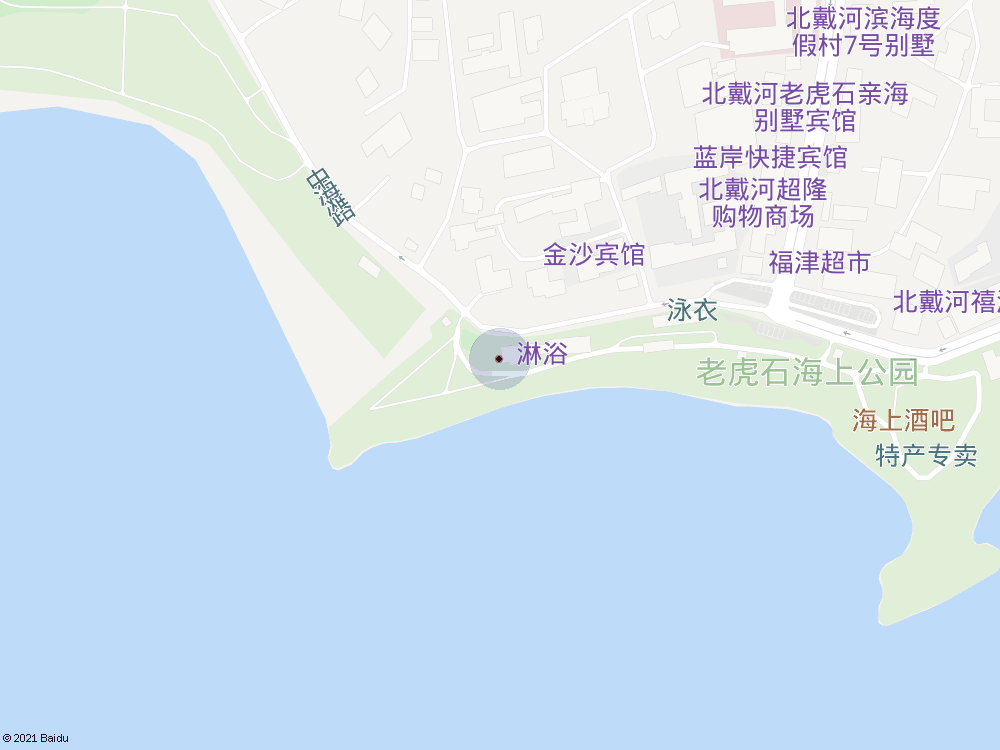 北戴河滨海度
假村7号别墅
北戴河老虎石亲海
别墅宾馆
蓝岸快捷宾馆
北戴河超隆
购物商场
中海滩路
金沙宾馆
福津超市
北戴河禧
泳衣
淋浴
老虎石海上公园
海上酒吧
特产专卖
© 2021 Baidu